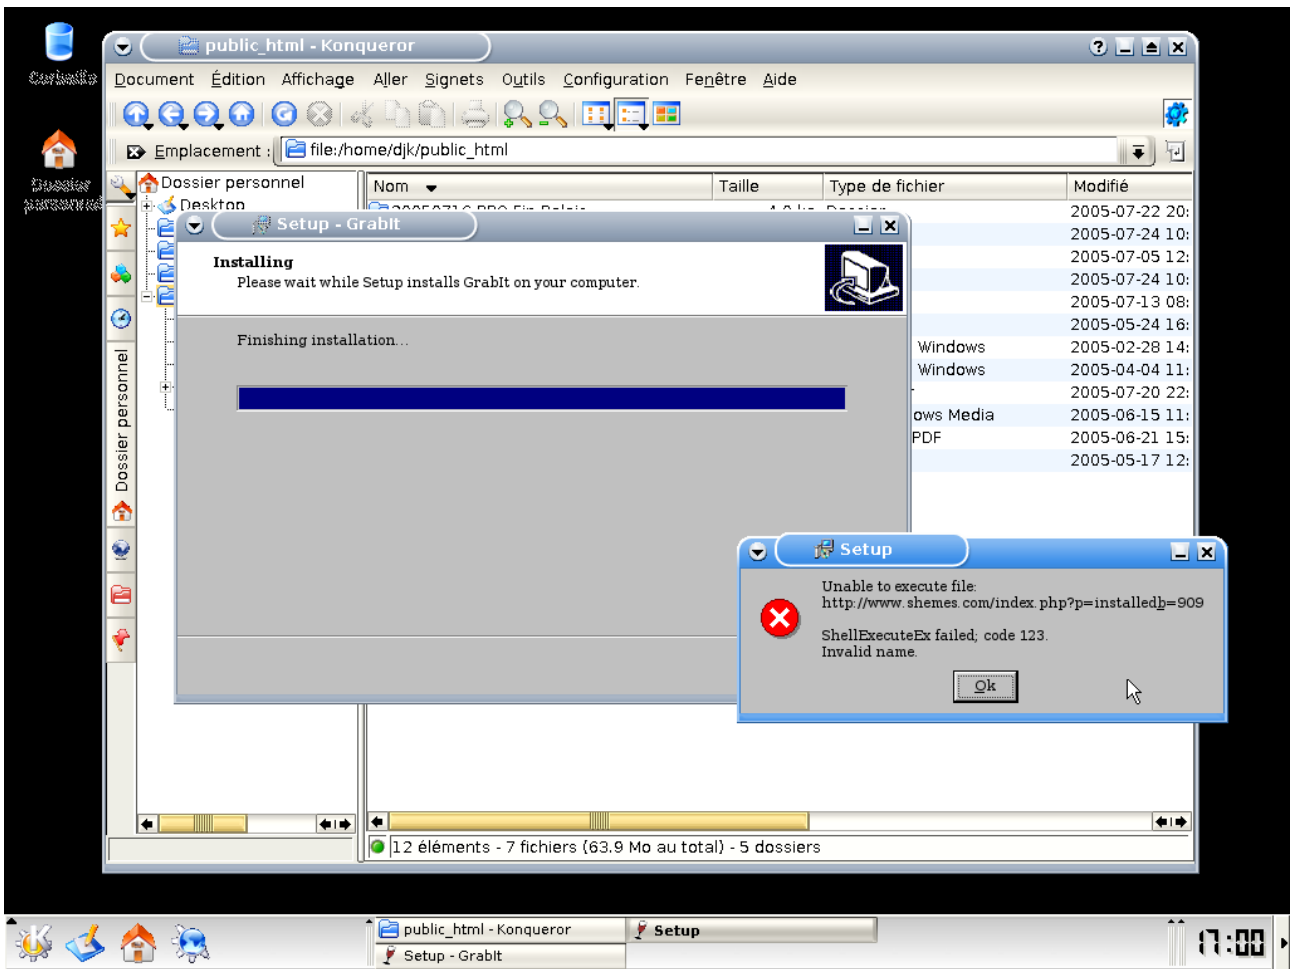 public_html - Konqueror
Document Édition Affichage Aller Signets Outils Configuration Fenêtre Aide
Emplacement : file:/home/djk/public_html
Corbeille
Dossier personnel
Dossier personnel
Desktop
Nom Taille Type de fichier Modifié
2005-07-22 20:
2005-07-24 10:
2005-07-05 12:
2005-07-24 10:
2005-07-13 08:
2005-05-24 16:
Windows 2005-02-28 14:
Windows 2005-04-04 11:
2005-07-20 22:
ows Media 2005-06-15 11:
PDF 2005-06-21 15:
2005-05-17 12:
Dossier personnel
Setup - GrabIt
Installing
Please wait while Setup installs GrabIt on your computer.
Finishing installation...
Setup
Unable to execute file:
http://www.shemes.com/index.php?p=installedb=909
ShellExecuteEx failed; code 123.
Invalid name.
Ok
12 éléments - 7 fichiers (63.9 Mo au total) - 5 dossiers
public_html - Konqueror
Setup
Setup - GrabIt
17:00